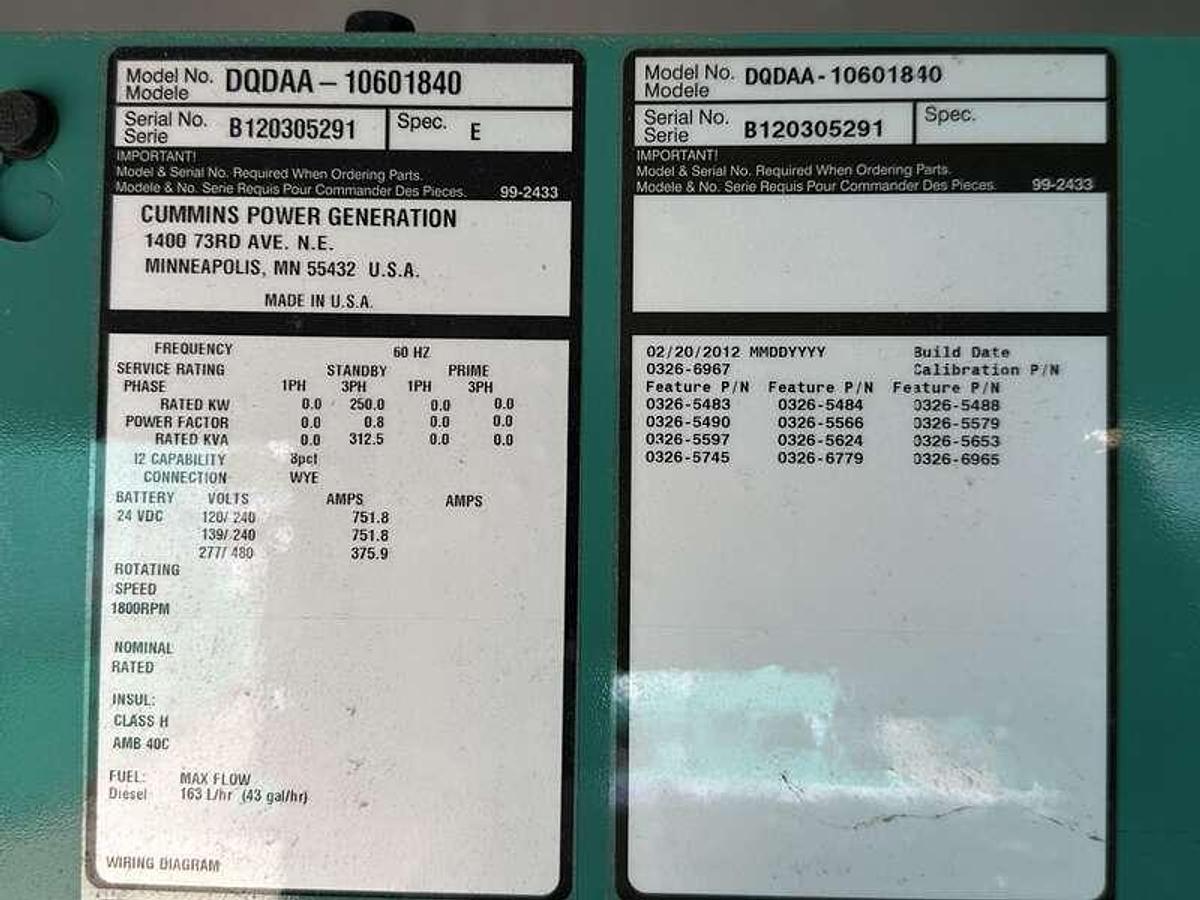 Model No. Modele DQDAA – 10601840
Serial No. Serie B120305291 Spec. E
IMPORTANT!
Model & Serial No. Required When Ordering Parts.
Modele & No. Serie Requis Pour Commander Des Pieces. 99-2433
CUMMINS POWER GENERATION
1400 73RD AVE. N.E.
MINNEAPOLIS, MN 55432 U.S.A.
MADE IN U.S.A.
FREQUENCY 60 HZ
SERVICE RATING STANDBY PRIME
PHASE 1PH 3PH 1PH 3PH
RATED KW 0.0 250.0 0.0 0.0
POWER FACTOR 0.0 0.8 0.0 0.0
RATED KVA 0.0 312.5 0.0 0.0
I2 CAPABILITY 8pct
CONNECTION WYE
BATTERY VOLTS AMPS AMPS
24 VDC 120/ 240 751.8
139/ 240 751.8
277/ 480 375.9
ROTATING
SPEED
1800RPM
NOMINAL
RATED
INSUL:
CLASS H
AMB 40C
FUEL: MAX FLOW
Diesel 163 L/hr (43 gal/hr)
WIRING DIAGRAM
Model No. Modele DQDAA - 10601840
Serial No. Serie B120305291 Spec.
IMPORTANT!
Model & Serial No. Required When Ordering Parts.
Modele & No. Serie Requis Pour Commander Des Pieces. 99-2433
02/20/2012 MMDDYYYY Build Date
0326-6967 Calibration P/N
Feature P/N Feature P/N Feature P/N
0326-5483 0326-5484 0326-5488
0326-5490 0326-5566 0326-5579
0326-5597 0326-5624 0326-5653
0326-5745 0326-6779 0326-6965